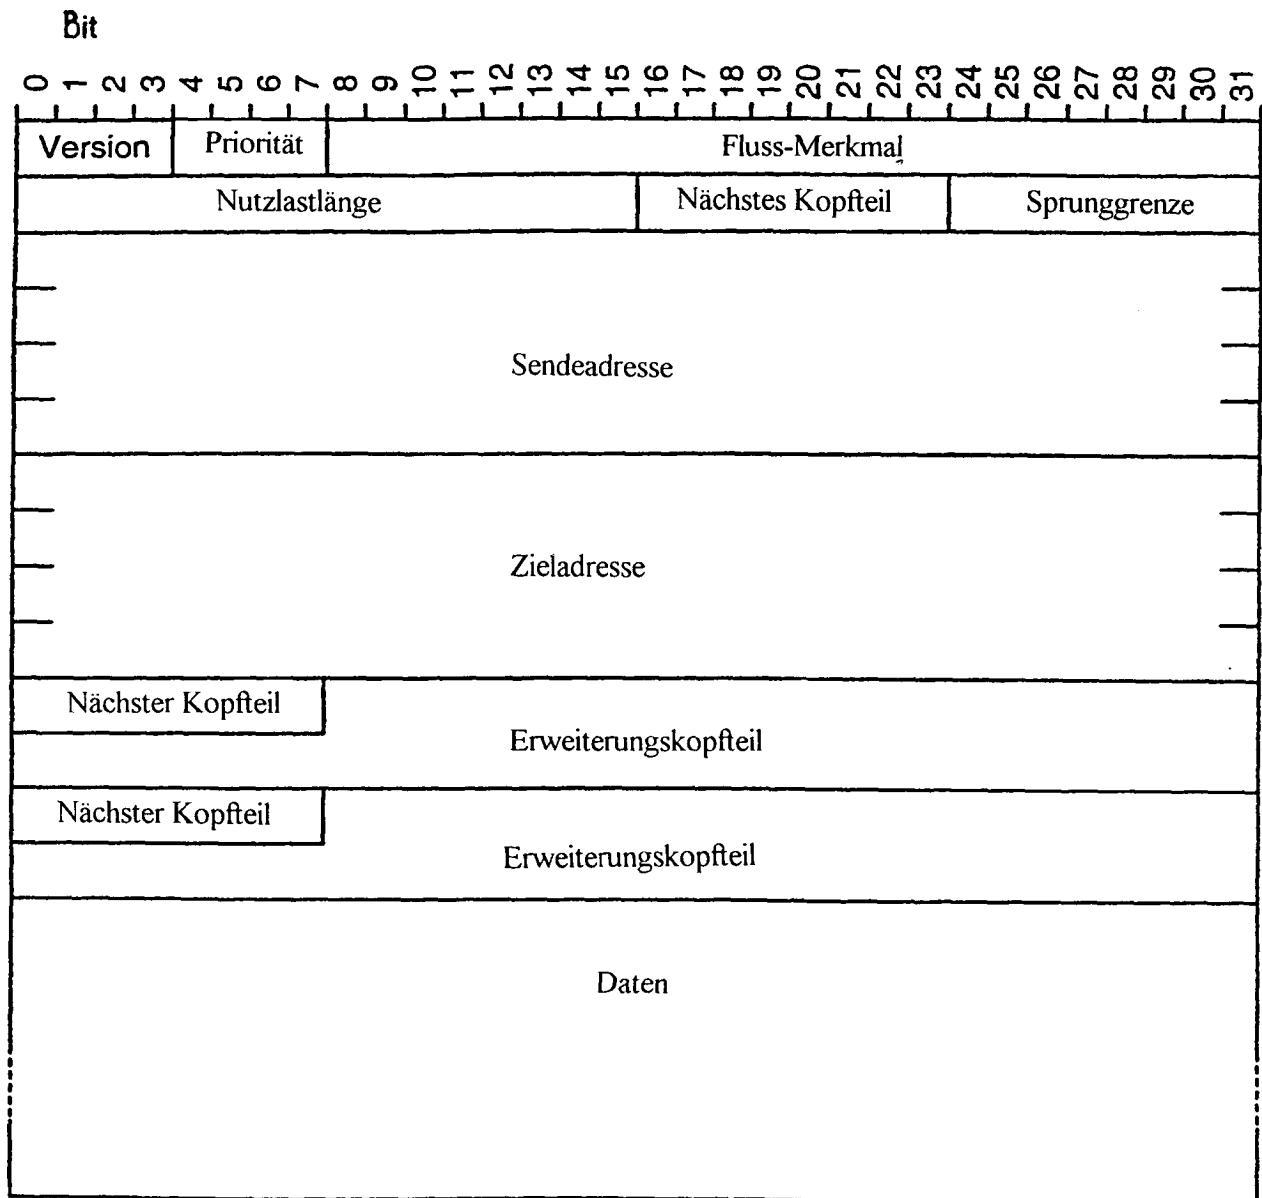 Bit
0 1 2 3 4 5 6 7 8 9 10 11 12 13 14 15 16 17 18 19 20 21 22 23 24 25 26 27 28 29 30 31
Version Priorität Fluss-Merkmal
Nutzlastlänge Nächstes Kopfteil Sprunggrenze
Sendeadresse
Zieladresse
Nächster Kopfteil
Erweiterungskopfteil
Nächster Kopfteil
Erweiterungskopfteil
Daten